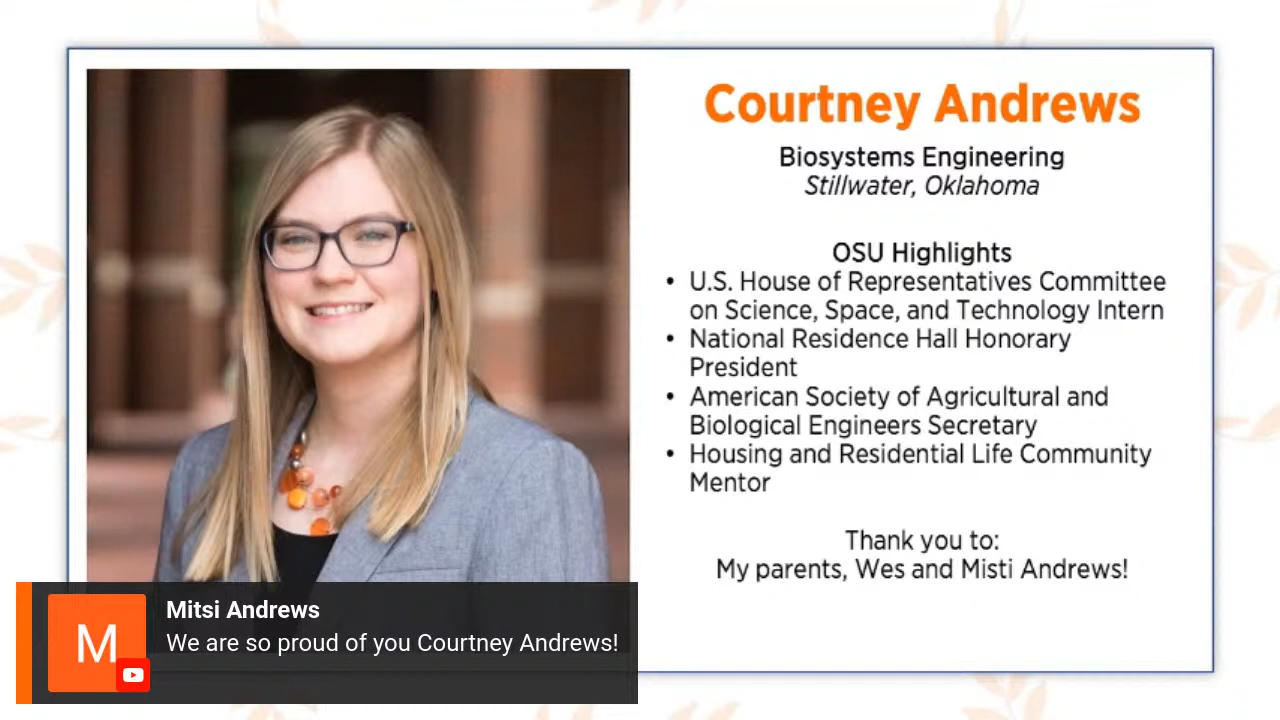 Courtney Andrews
Biosystems Engineering
Stillwater, Oklahoma
OSU Highlights
• U.S. House of Representatives Committee
on Science, Space, and Technology Intern
• National Residence Hall Honorary
President
• American Society of Agricultural and
Biological Engineers Secretary
• Housing and Residential Life Community
Mentor
Thank you to:
My parents, Wes and Misti Andrews!
M
Mitsi Andrews
We are so proud of you Courtney Andrews!